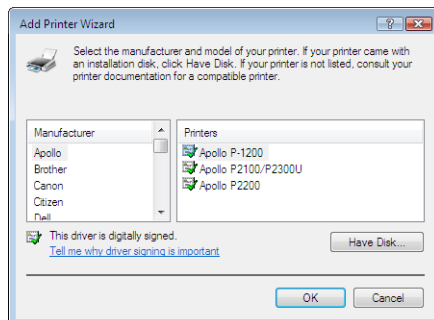 Add Printer Wizard
Select the manufacturer and model of your printer. If your printer came with
an installation disk, click Have Disk. If your printer is not listed, consult your
printer documentation for a compatible printer.
Manufacturer
Apollo
Brother
Canon
Citizen
Dell
Printers
Apollo P-1200
Apollo P2100/P2300U
Apollo P2200
This driver is digitally signed.
Tell me why driver signing is important
Have Disk...
OK
Cancel